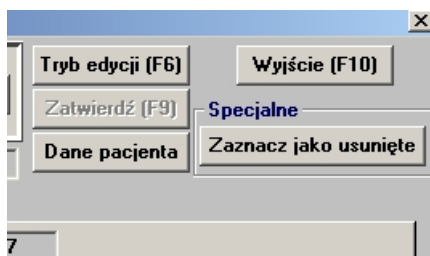 Tryb edycji (F6)
Wyjście (F10)
Zatwierdź (F9)
Specjalne
Dane pacjenta
Zaznacz jako usunięte
7